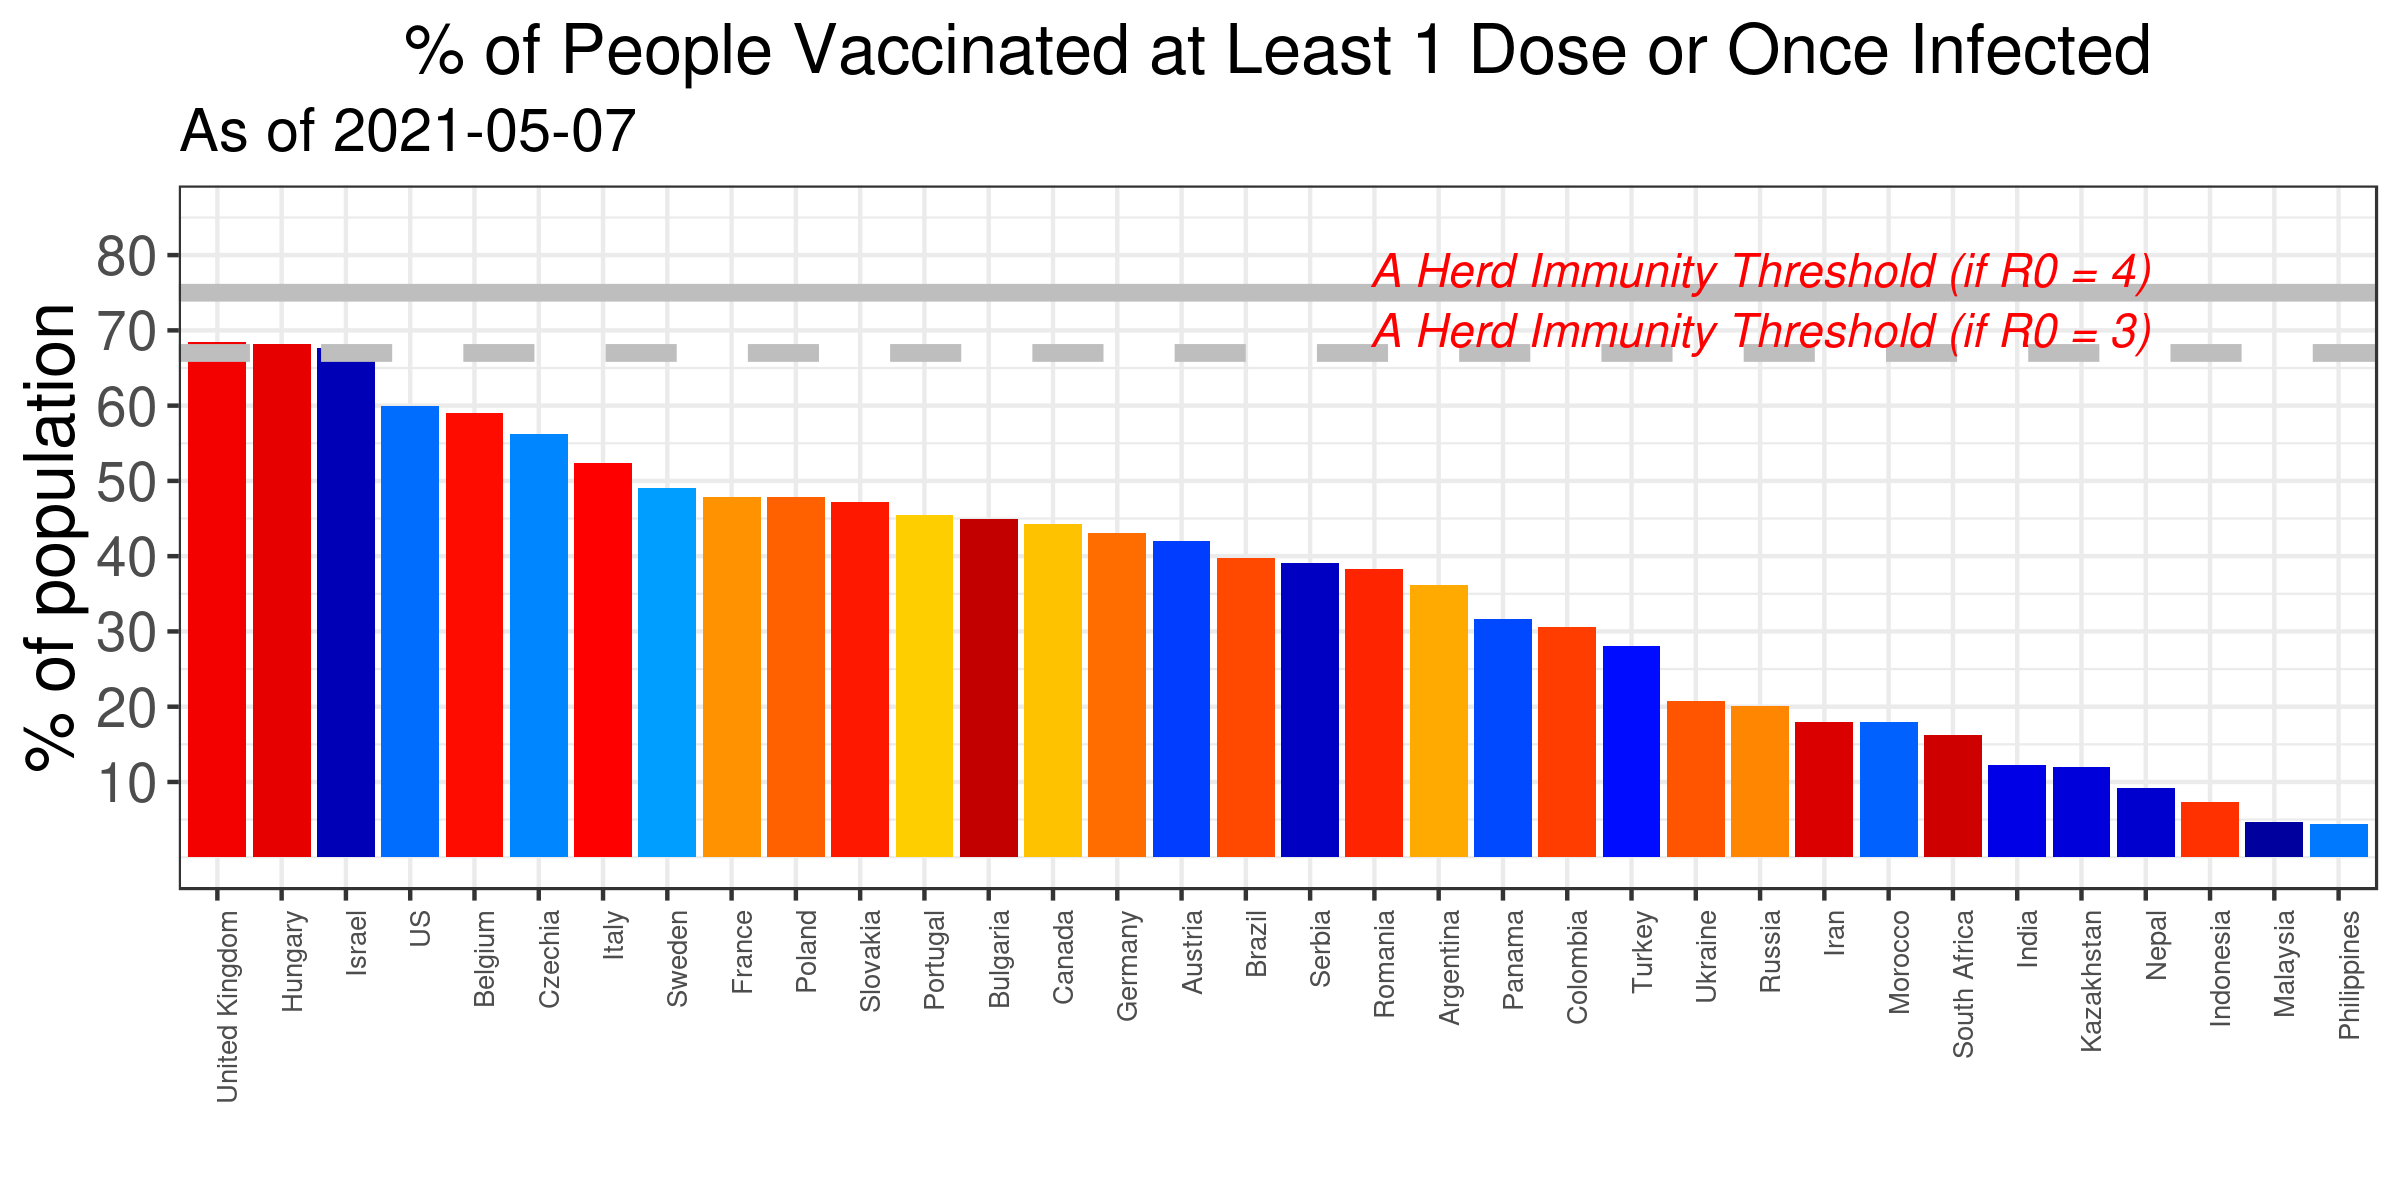 % of People Vaccinated at Least 1 Dose or Once Infected
As of 2021-05-07
% of population
80
70
60
50
40
30
20
10
A Herd Immunity Threshold (if R0 = 4)
A Herd Immunity Threshold (if R0 = 3)
United Kingdom
Hungary
Israel
US
Belgium
Czechia
Italy
Sweden
France
Poland
Slovakia
Portugal
Bulgaria
Canada
Germany
Austria
Brazil
Serbia
Romania
Argentina
Panama
Colombia
Turkey
Ukraine
Russia
Iran
Morocco
South Africa
India
Kazakhstan
Nepal
Indonesia
Malaysia
Philippines